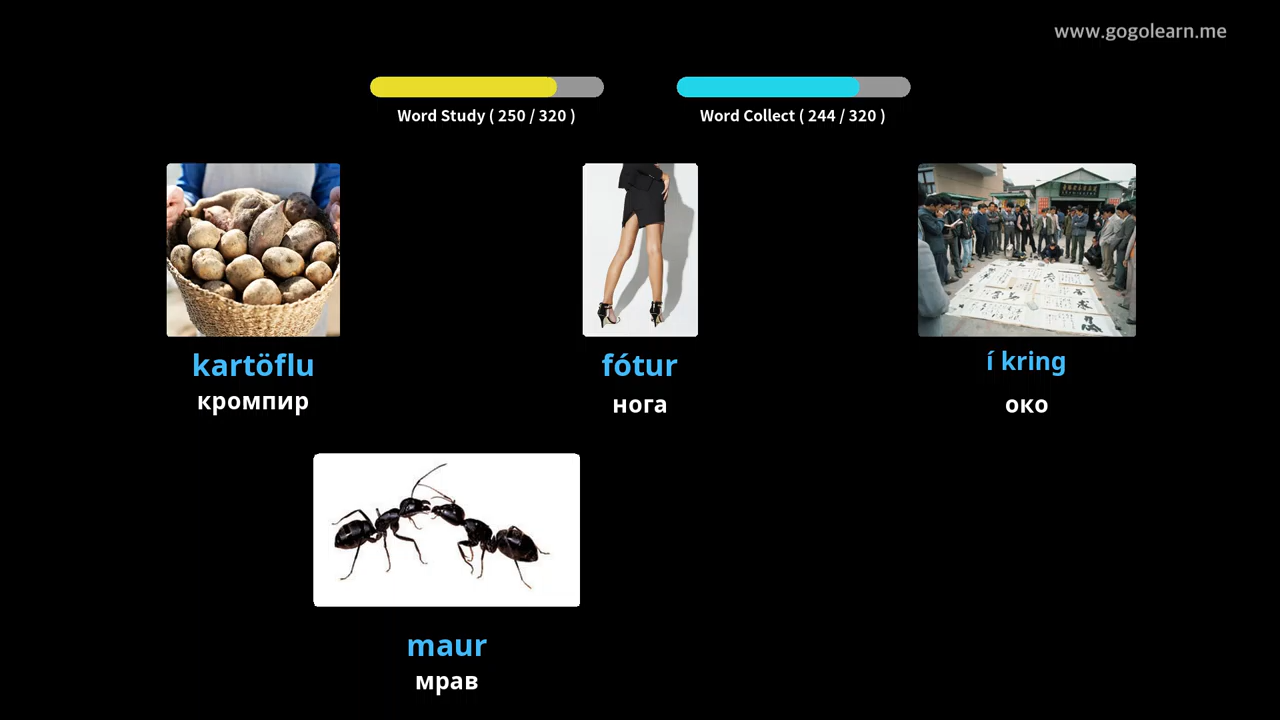 www.gogolearn.me
Word Study ( 250 / 320 )
Word Collect ( 244 / 320 )
kartöflu
кромпир
fótur
нога
í kring
око
maur
мрав